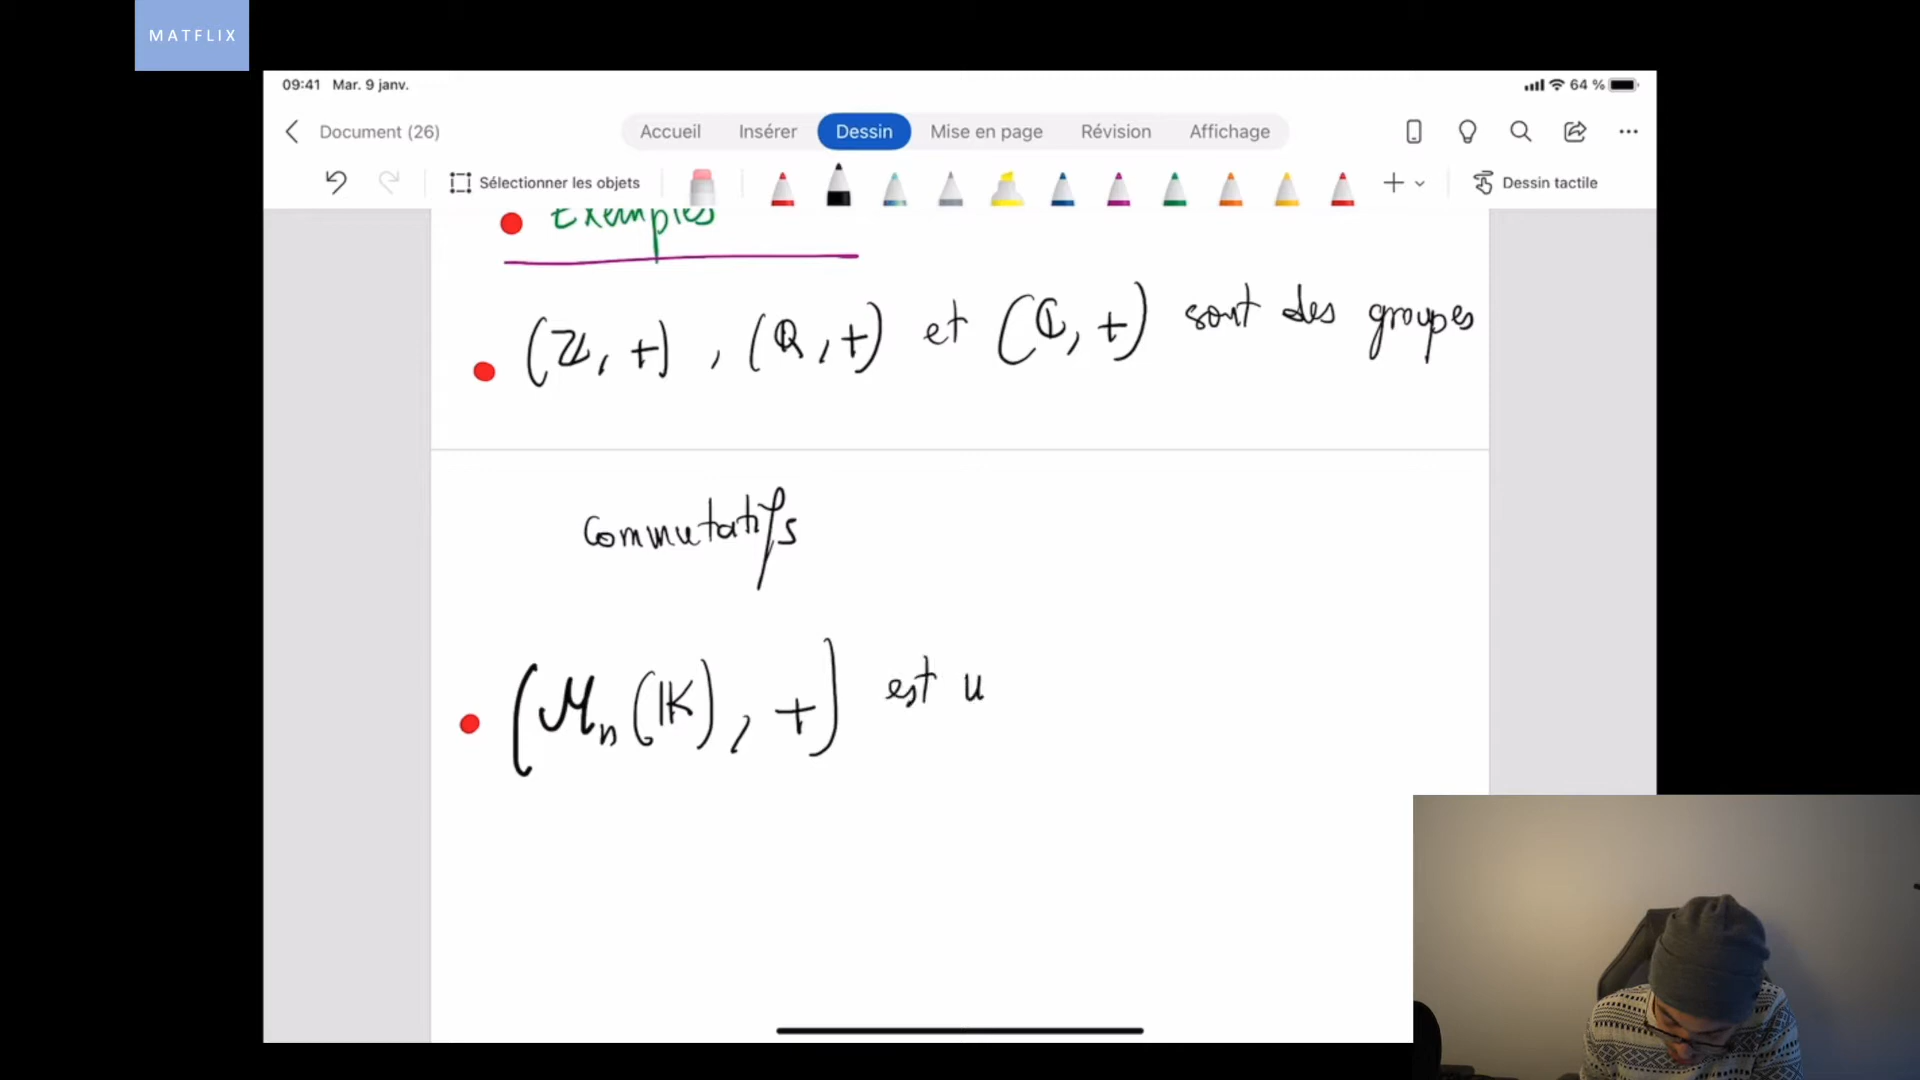 MATFLIX
09:41 Mar. 9 janv.
64 %
Document (26)
Accueil Insérer Dessin Mise en page Révision Affichage
Sélectionner les objets
Dessin tactile
Exemples
(ℤ, +) , (ℚ, +) et (ℂ, +) sont des groupes
Commutatifs
(Mn(𝕂), +) est u